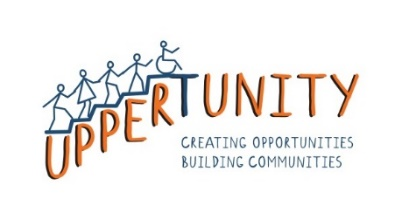 UPPERTUNITY
CREATING OPPORTUNITIES
BUILDING COMMUNITIES